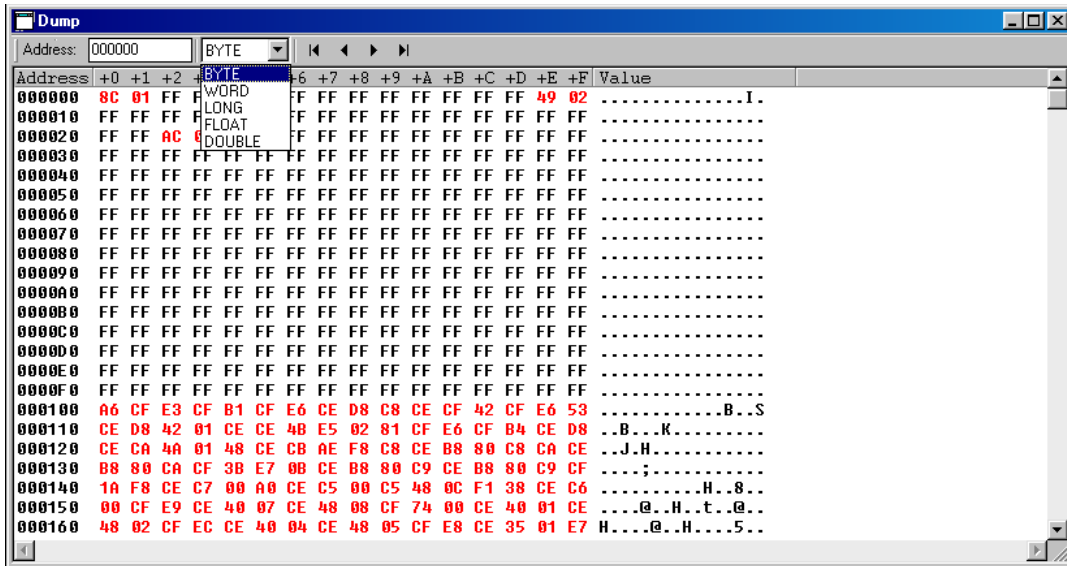 Dump
Address: 000000 BYTE
Address +0 +1 +2 +6 +7 +8 +9 +A +B +C +D +E +F Value
BYTE
WORD
LONG
FLOAT
DOUBLE
000000 8C 01 FF FF FF FF FF FF FF FF FF 49 02 ..............I.
000010 FF FF FF FF FF FF FF FF FF FF FF FF FF ................
000020 FF FF AC FF FF FF FF FF FF FF FF FF FF ................
000030 FF FF FF FF FF FF FF FF FF FF FF FF FF FF FF FF ................
000040 FF FF FF FF FF FF FF FF FF FF FF FF FF FF FF FF ................
000050 FF FF FF FF FF FF FF FF FF FF FF FF FF FF FF FF ................
000060 FF FF FF FF FF FF FF FF FF FF FF FF FF FF FF FF ................
000070 FF FF FF FF FF FF FF FF FF FF FF FF FF FF FF FF ................
000080 FF FF FF FF FF FF FF FF FF FF FF FF FF FF FF FF ................
000090 FF FF FF FF FF FF FF FF FF FF FF FF FF FF FF FF ................
0000A0 FF FF FF FF FF FF FF FF FF FF FF FF FF FF FF FF ................
0000B0 FF FF FF FF FF FF FF FF FF FF FF FF FF FF FF FF ................
0000C0 FF FF FF FF FF FF FF FF FF FF FF FF FF FF FF FF ................
0000D0 FF FF FF FF FF FF FF FF FF FF FF FF FF FF FF FF ................
0000E0 FF FF FF FF FF FF FF FF FF FF FF FF FF FF FF FF ................
0000F0 FF FF FF FF FF FF FF FF FF FF FF FF FF FF FF FF ................
000100 A6 CF E3 CF B1 CF E6 CE D8 C8 CE CF 42 CF E6 53 ............B..S
000110 CE D8 42 01 CE CE 4B E5 02 81 CF E6 CF B4 CE D8 ..B...K.........
000120 CE CA 4A 01 48 CE CB AE F8 C8 CE B8 80 C8 CA CE ..J.H...........
000130 B8 80 CA CF 3B E7 0B CE B8 80 C9 CE B8 80 C9 CF ....;...........
000140 1A F8 CE C7 00 A0 CE C5 00 C5 48 0C F1 38 CE C6 ..........H..8..
000150 00 CF E9 CE 40 07 CE 48 08 CF 74 00 CE 40 01 CE ....@..H..t..@..
000160 48 02 CF EC CE 40 04 CE 48 05 CF E8 CE 35 01 E7 H....@..H....5..